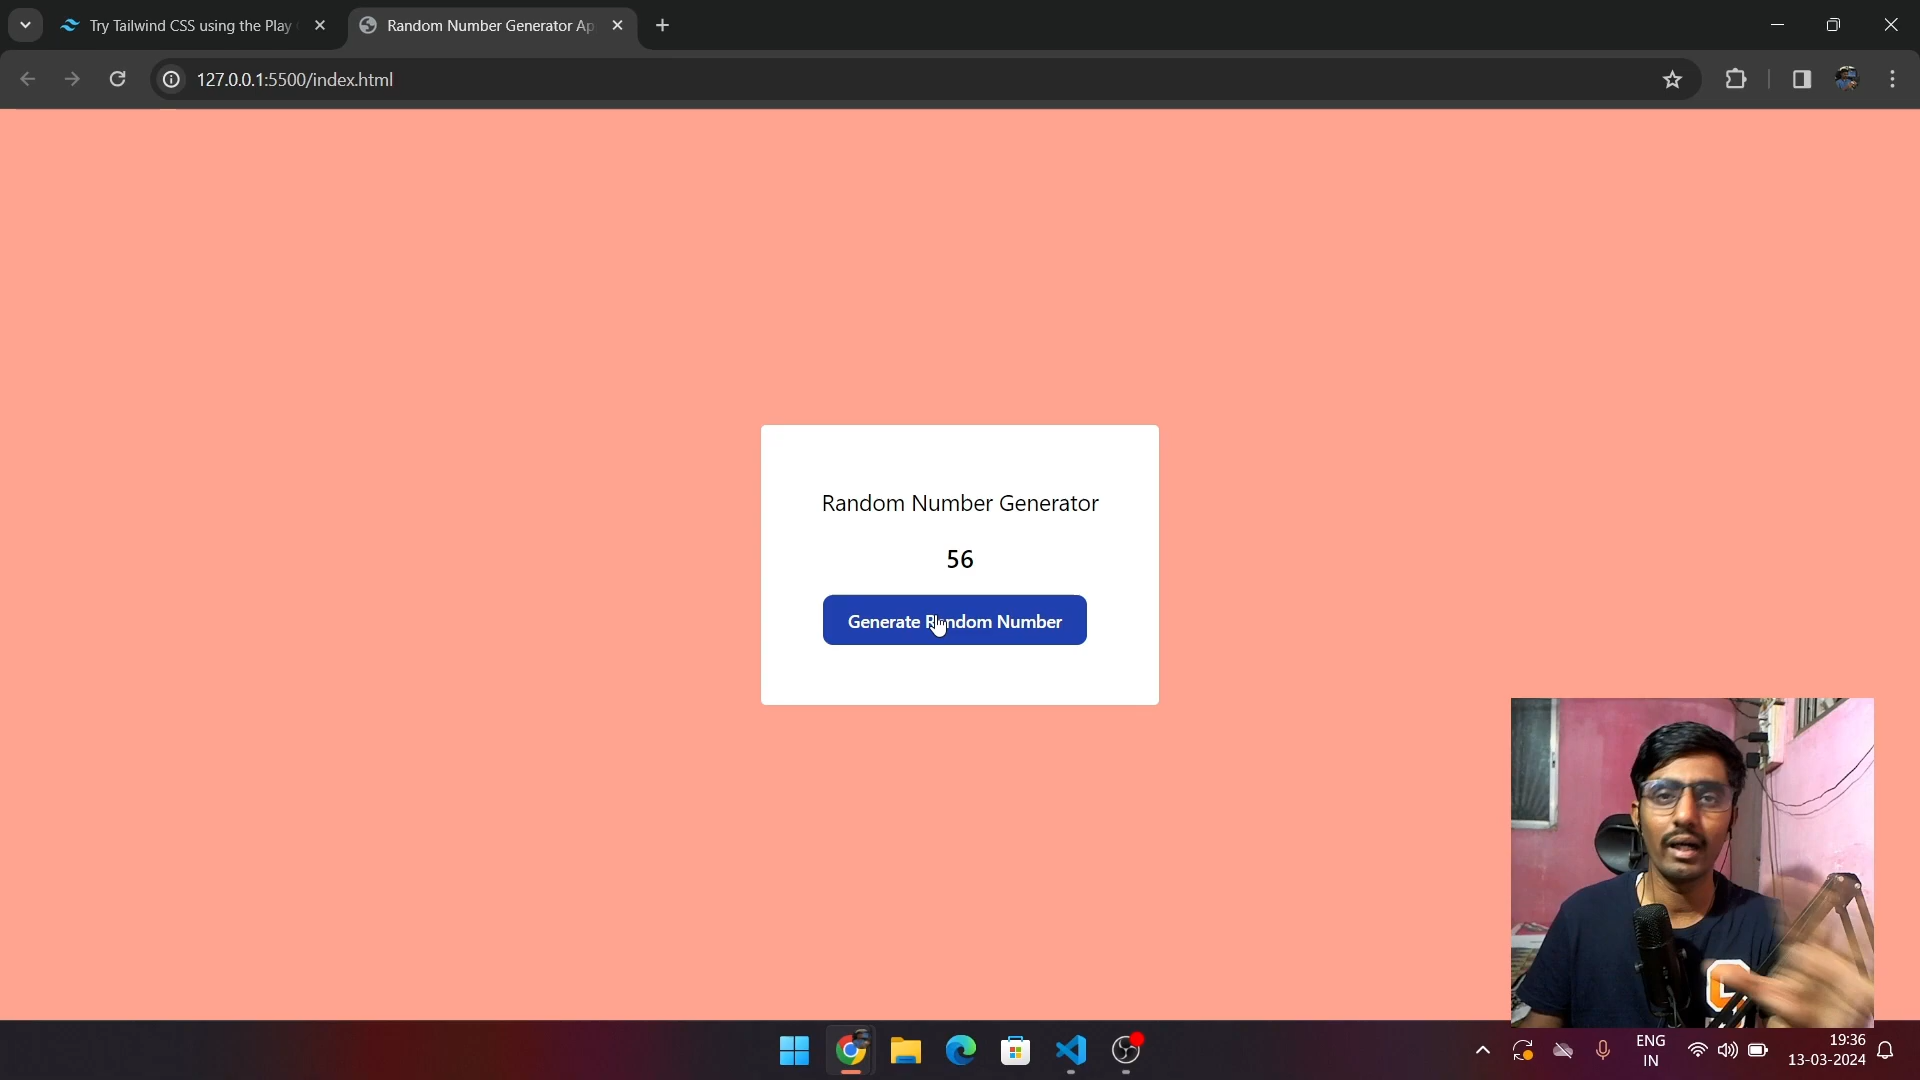 Try Tailwind CSS using the Play
Random Number Generator Ap
127.0.0.1:5500/index.html
Random Number Generator
56
Generate Random Number
ENG
IN
19:36
13-03-2024